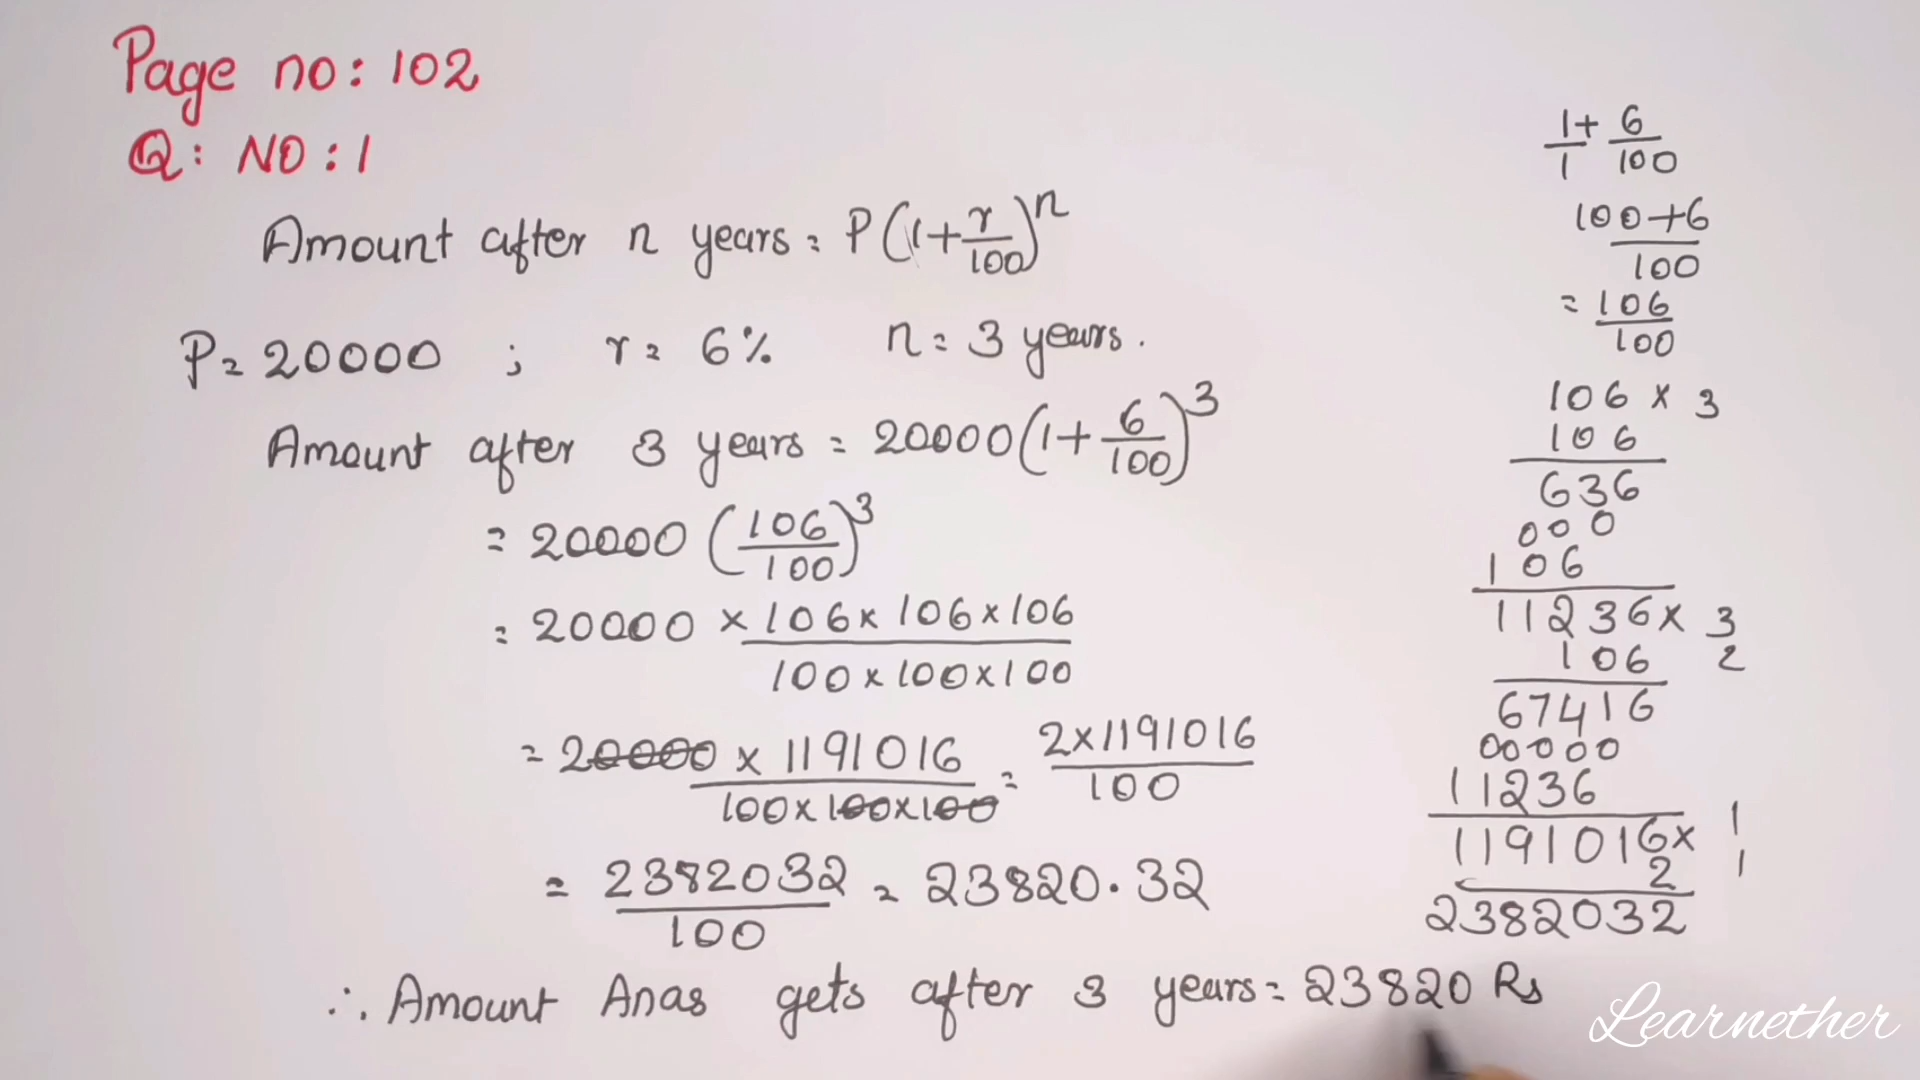 Page no: 102
Q: NO: 1
Amount after n years = P(1+r/100)^n
P = 20000 ; r = 6% n = 3 years.
Amount after 3 years = 20000(1+6/100)^3
= 20000 (106/100)^3
= 20000 × 106 × 106 × 106 / 100 × 100 × 100
= 20000 × 1191016 / 100 × 100 × 100 = 2×1191016 / 100
= 2382032 / 100 = 23820.32
∴ Amount Anas gets after 3 years = 23820 Rs
1/1 + 6/100
100+6 / 100
= 106/100
106 × 3
106
636
000
106
11236 × 3
106 2
67416
00000
11236
1191016 × 1
2 1
2382032
Learnether